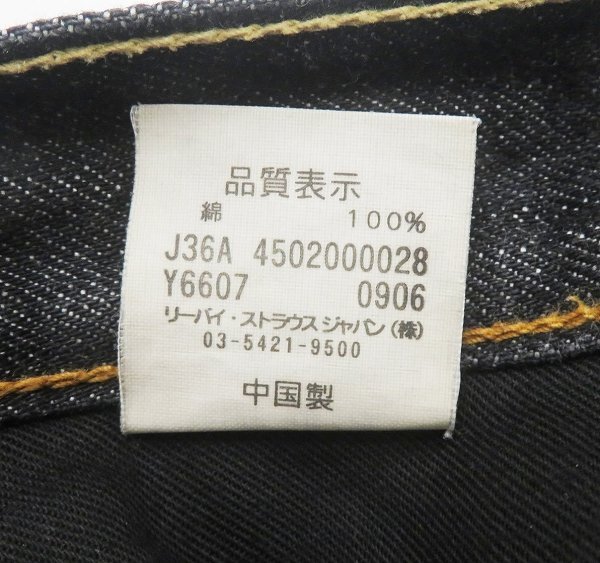 品質表示
綿 100%
J36A 4502000028
Y6607 0906
リーバイ・ストラウスジャパン(株)
03-5421-9500
中国製